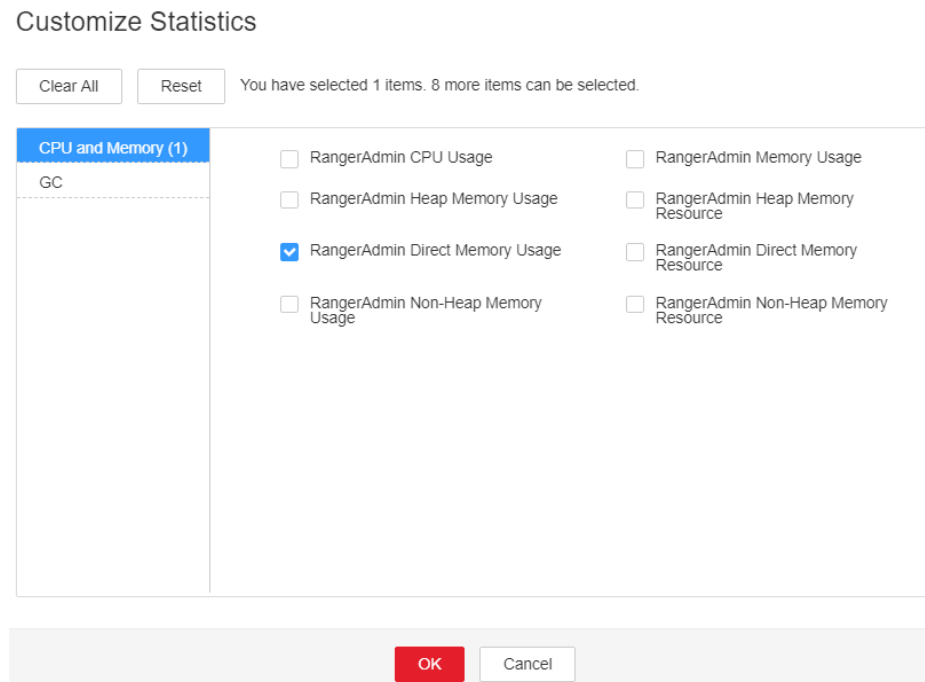 Customize Statistics
Clear All
Reset
You have selected 1 items. 8 more items can be selected.
CPU and Memory (1)
GC
RangerAdmin CPU Usage
RangerAdmin Memory Usage
RangerAdmin Heap Memory Usage
RangerAdmin Heap Memory
Resource
RangerAdmin Direct Memory Usage
RangerAdmin Direct Memory
Resource
RangerAdmin Non-Heap Memory
Usage
RangerAdmin Non-Heap Memory
Resource
OK
Cancel